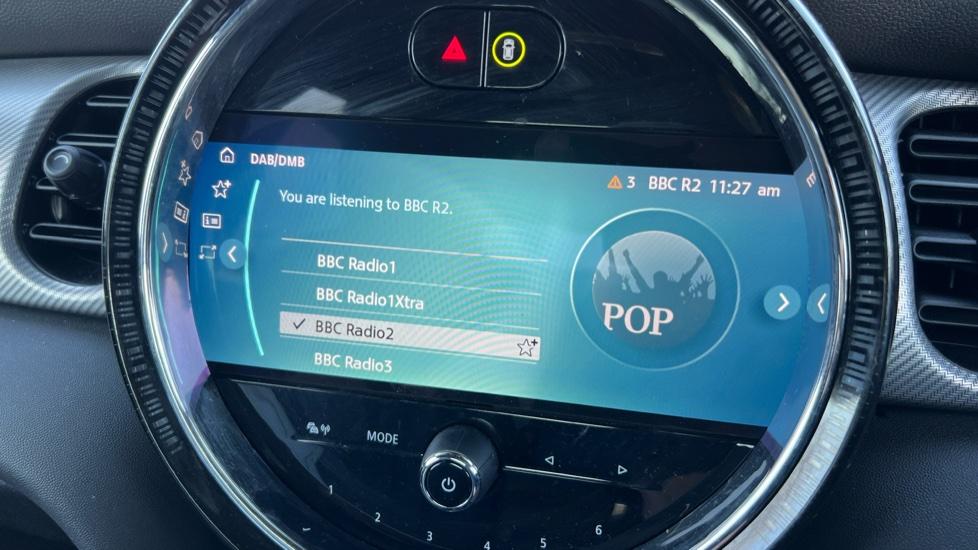 DAB/DMB
3 BBC R2 11:27 am
You are listening to BBC R2.
BBC Radio1
BBC Radio1Xtra
BBC Radio2
BBC Radio3
POP
MODE
1
2
3
4
5
6